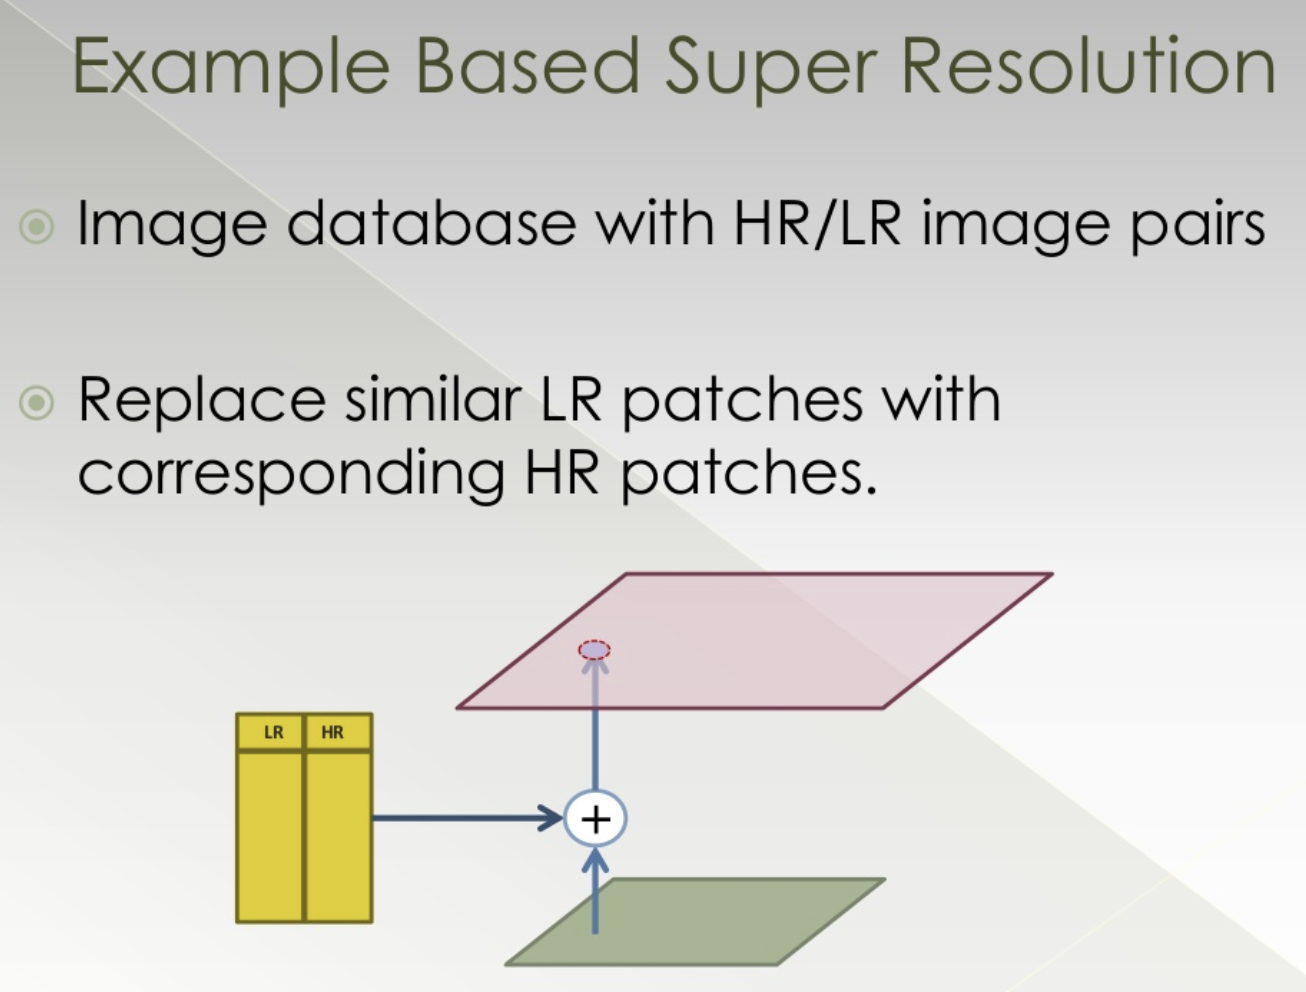 Example Based Super Resolution
Image database with HR/LR image pairs
Replace similar LR patches with
corresponding HR patches.
LR HR
+